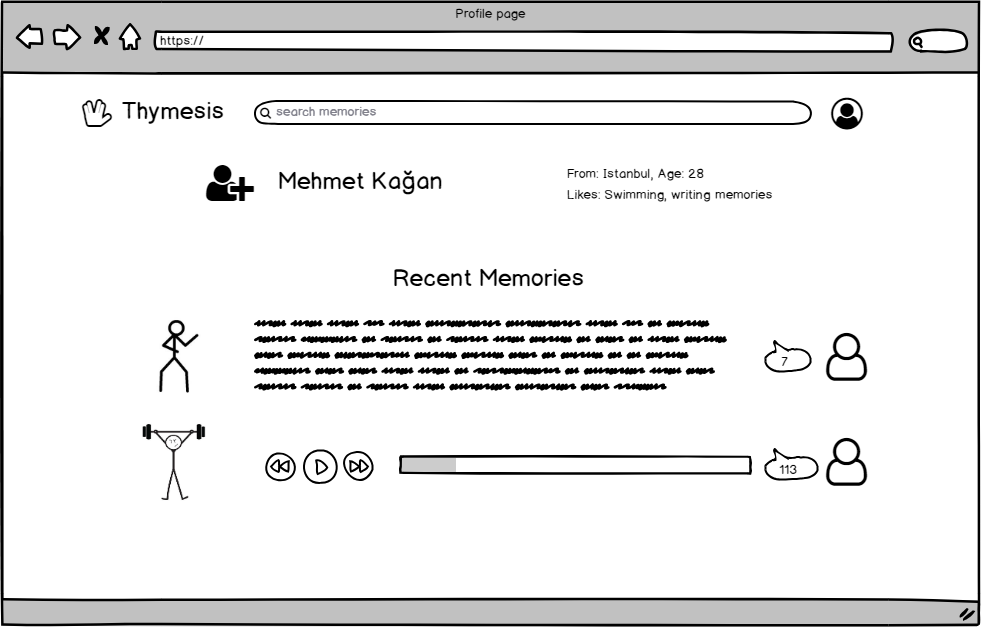 Profile page
https://
Thymesis
search memories
Mehmet Kağan
From: Istanbul, Age: 28
Likes: Swimming, writing memories
Recent Memories
7
113